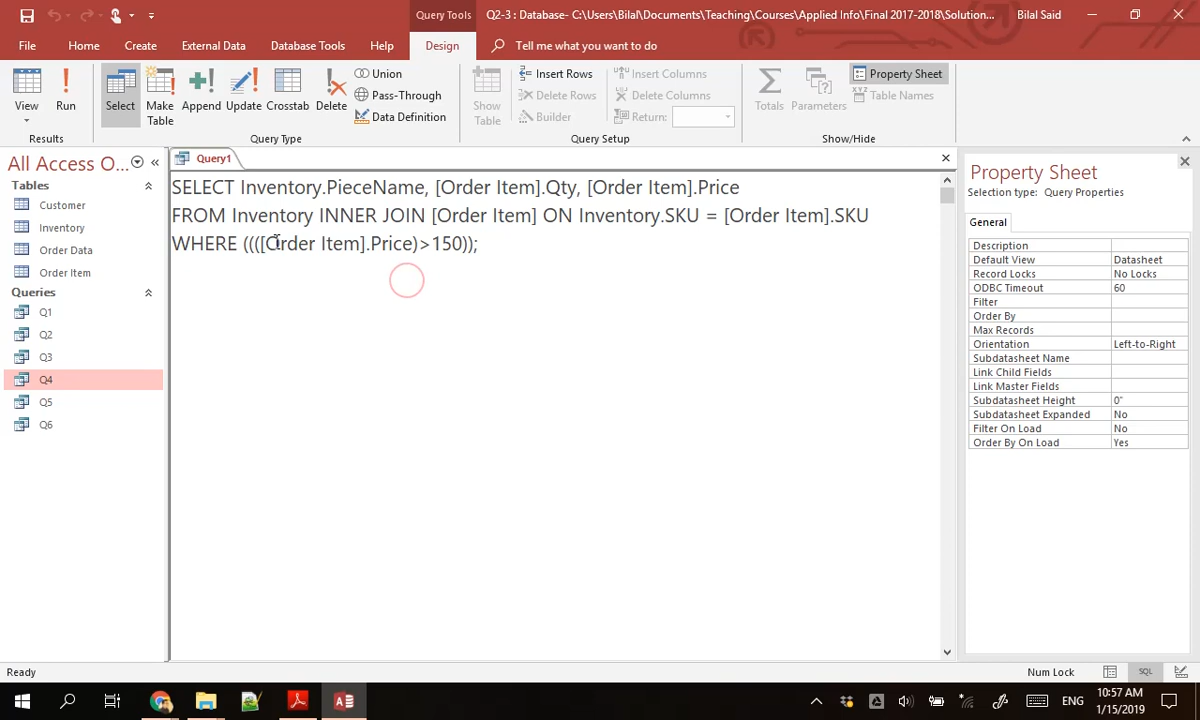 Query Tools
Q2-3 : Database- C:\Users\Bilal\Documents\Teaching\Courses\Applied Info\Final 2017-2018\Solution...
Bilal Said
File
Home
Create
External Data
Database Tools
Help
Design
Tell me what you want to do
View
Run
Results
Select
Make
Table
Append
Update
Crosstab
Delete
Union
Pass-Through
Data Definition
Query Type
Show
Table
Insert Rows
Delete Rows
Builder
Insert Columns
Delete Columns
Return:
Query Setup
Totals
Parameters
Property Sheet
Table Names
Show/Hide
All Access O...
Tables
Customer
Inventory
Order Data
Order Item
Queries
Q1
Q2
Q3
Q4
Q5
Q6
Query1
SELECT Inventory.PieceName, [Order Item].Qty, [Order Item].Price
FROM Inventory INNER JOIN [Order Item] ON Inventory.SKU = [Order Item].SKU
WHERE ((([Order Item].Price)>150));
Property Sheet
Selection type: Query Properties
General
Description
Default View Datasheet
Record Locks No Locks
ODBC Timeout 60
Filter
Order By
Max Records
Orientation Left-to-Right
Subdatasheet Name
Link Child Fields
Link Master Fields
Subdatasheet Height 0"
Subdatasheet Expanded No
Filter On Load No
Order By On Load Yes
Ready
Num Lock
SQL
ENG
10:57 AM
1/15/2019